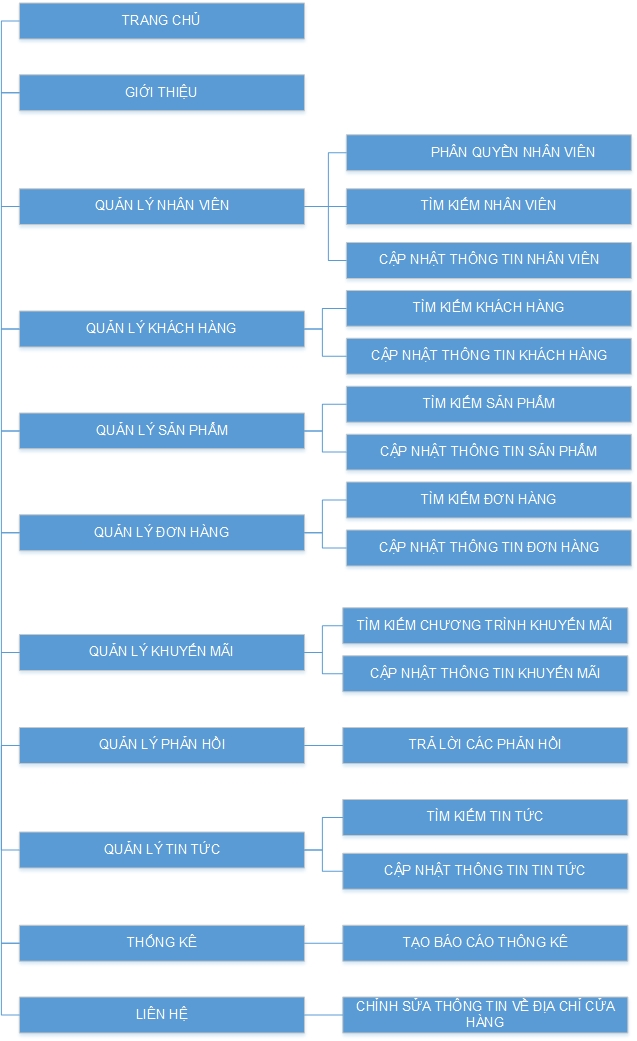 TRANG CHỦ
GIỚI THIỆU
QUẢN LÝ NHÂN VIÊN
PHÂN QUYỀN NHÂN VIÊN
TÌM KIẾM NHÂN VIÊN
CẬP NHẬT THÔNG TIN NHÂN VIÊN
QUẢN LÝ KHÁCH HÀNG
TÌM KIẾM KHÁCH HÀNG
CẬP NHẬT THÔNG TIN KHÁCH HÀNG
QUẢN LÝ SẢN PHẨM
TÌM KIẾM SẢN PHẨM
CẬP NHẬT THÔNG TIN SẢN PHẨM
QUẢN LÝ ĐƠN HÀNG
TÌM KIẾM ĐƠN HÀNG
CẬP NHẬT THÔNG TIN ĐƠN HÀNG
QUẢN LÝ KHUYẾN MÃI
TÌM KIẾM CHƯƠNG TRÌNH KHUYẾN MÃI
CẬP NHẬT THÔNG TIN KHUYẾN MÃI
QUẢN LÝ PHẢN HỒI
TRẢ LỜI CÁC PHẢN HỒI
QUẢN LÝ TIN TỨC
TÌM KIẾM TIN TỨC
CẬP NHẬT THÔNG TIN TIN TỨC
THỐNG KÊ
TẠO BÁO CÁO THỐNG KÊ
LIÊN HỆ
CHỈNH SỬA THÔNG TIN VỀ ĐỊA CHỈ CỬA
HÀNG